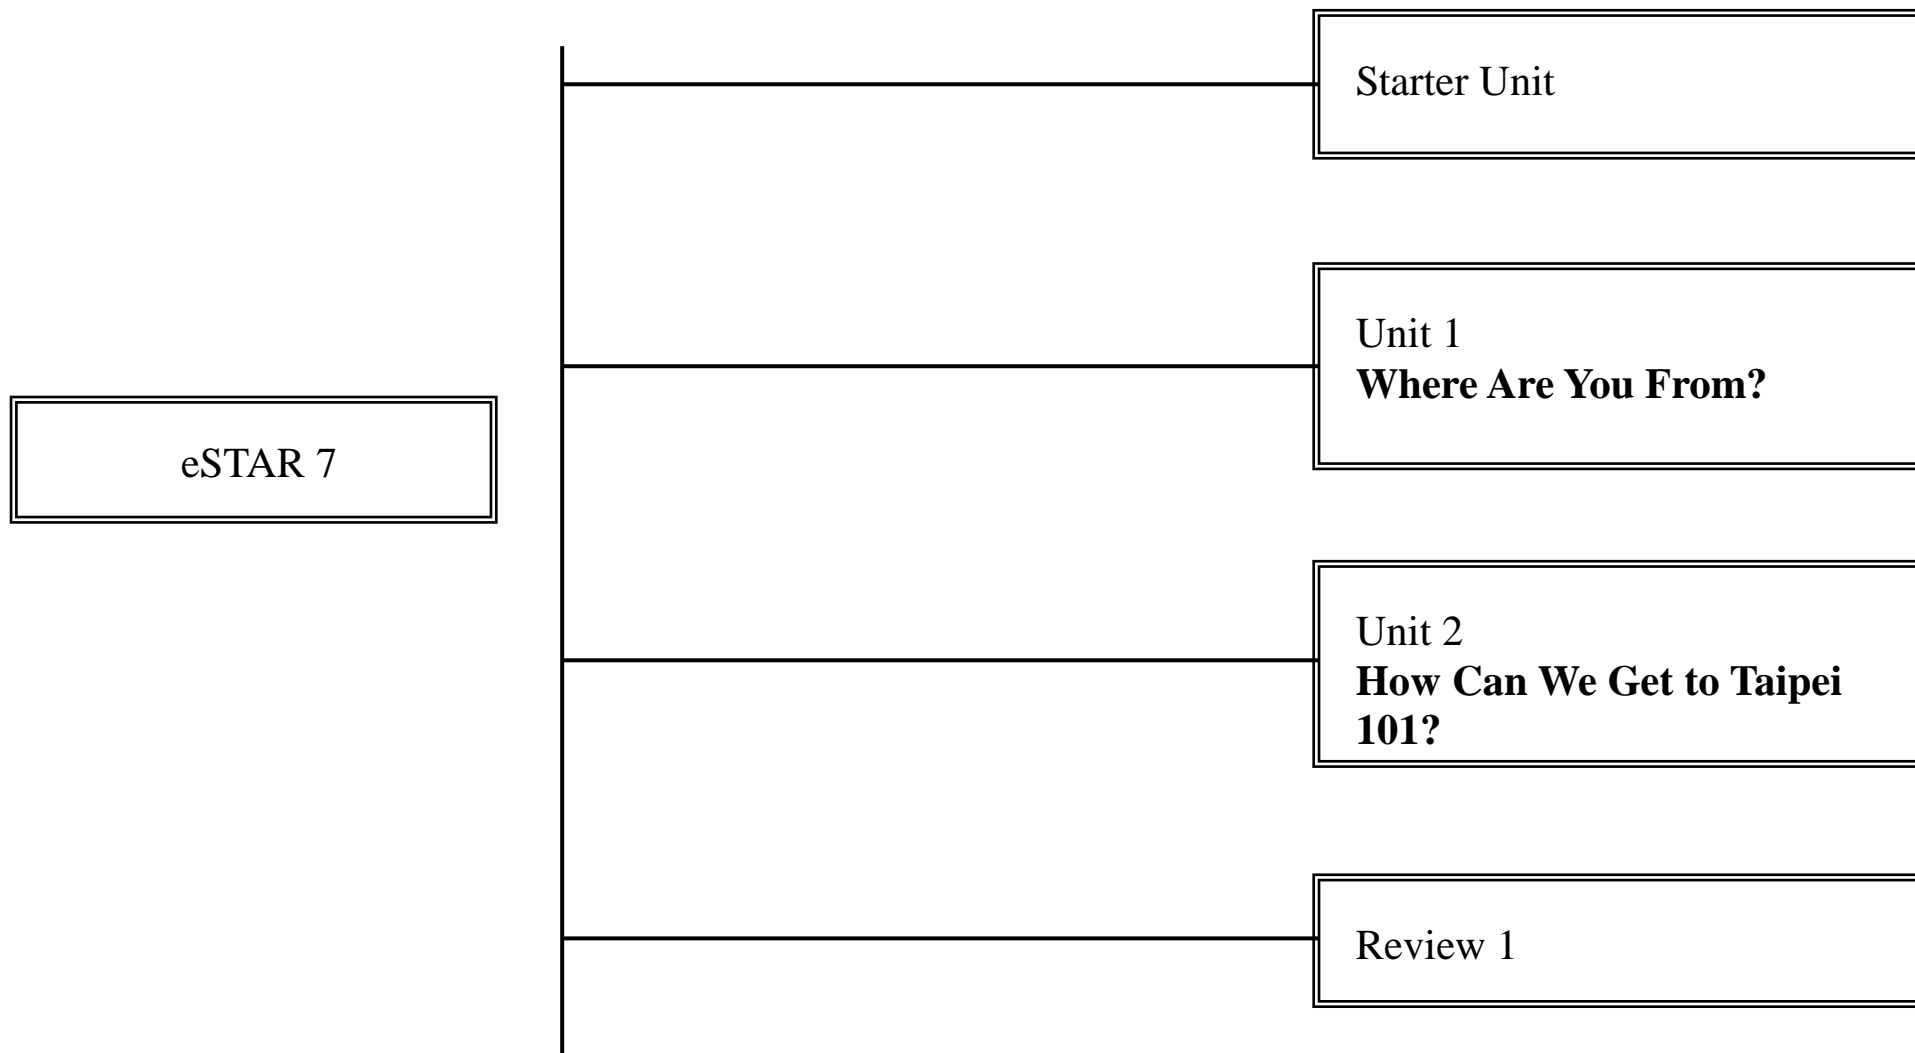 Starter Unit
Unit 1
Where Are You From?
eSTAR 7
Unit 2
How Can We Get to Taipei
101?
Review 1